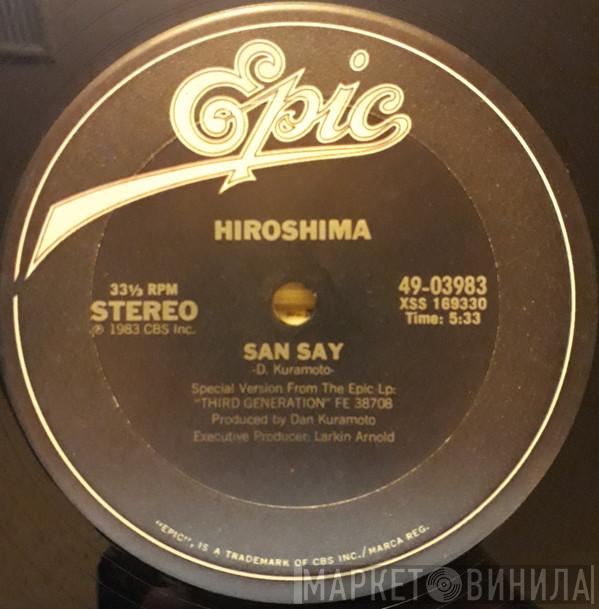 Epic
HIROSHIMA
33⅓ RPM
STEREO
℗ 1983 CBS Inc.
49-03983
XSS 169330
Time: 5:33
SAN SAY
-D. Kuramoto-
Special Version From The Epic Lp:
"THIRD GENERATION" FE 38708
Produced by Dan Kuramoto
Executive Producer: Larkin Arnold
"EPIC", IS A TRADEMARK OF CBS INC./MARCA REG.
МАРКЕТ ВИНИЛА